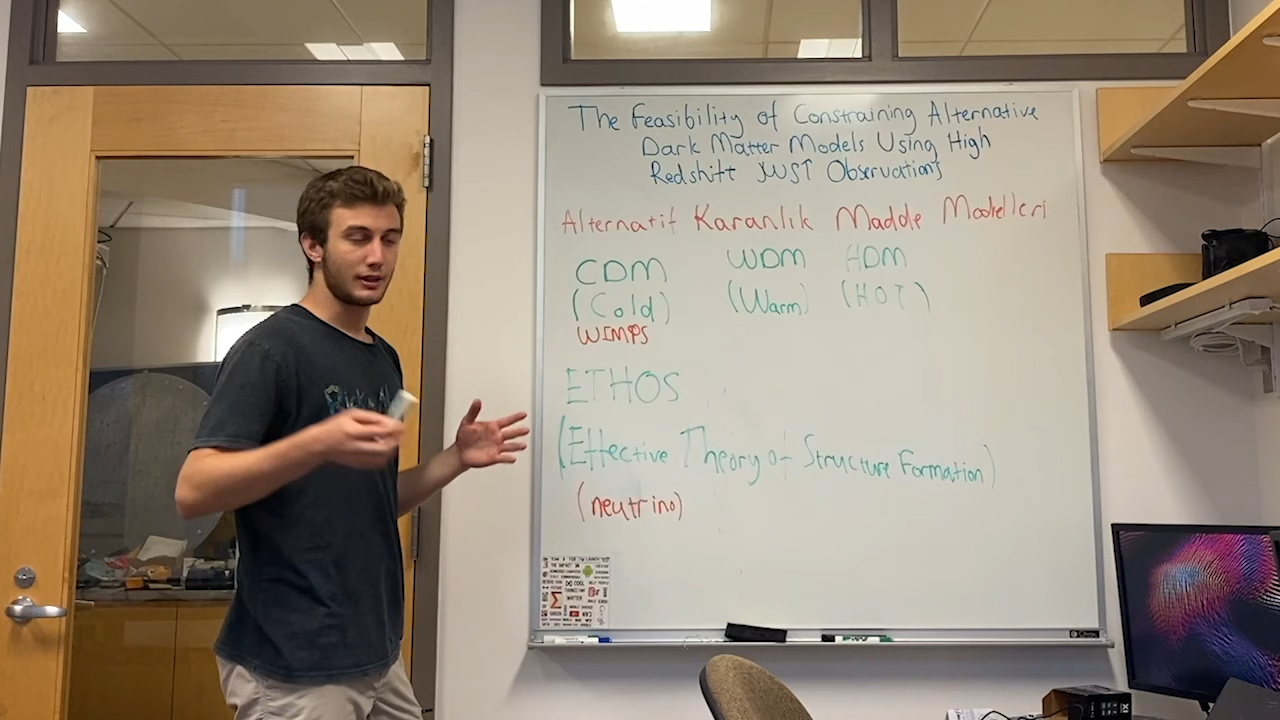 The Feasibility of Constraining Alternative
Dark Matter Models Using High
Redshift JWST Observations
Alternatif Karanlık Madde Modelleri
CDM WDM HDM
(Cold) (Warm) (HOT)
WIMPS
ETHOS
(Effective Theory of Structure Formation)
(neutrino)